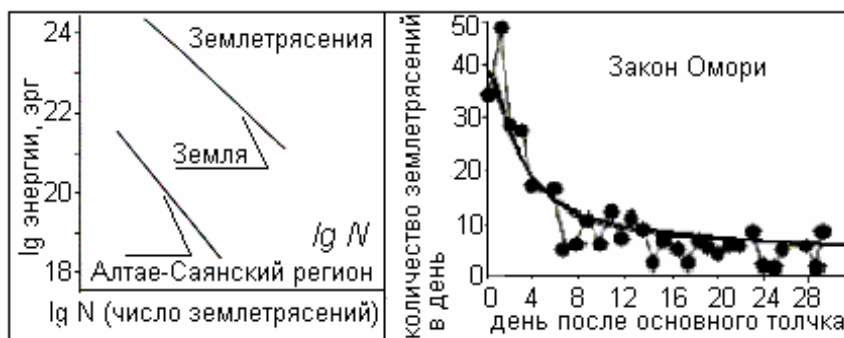 lg энергии, эрг
24
22
20
18
Землетрясения
Земля
lg N
Алтае-Саянский регион
lg N (число землетрясений)
количество землетрясений
в день
50
40
30
20
10
0
Закон Омори
0 4 8 12 16 20 24 28
день после основного толчка